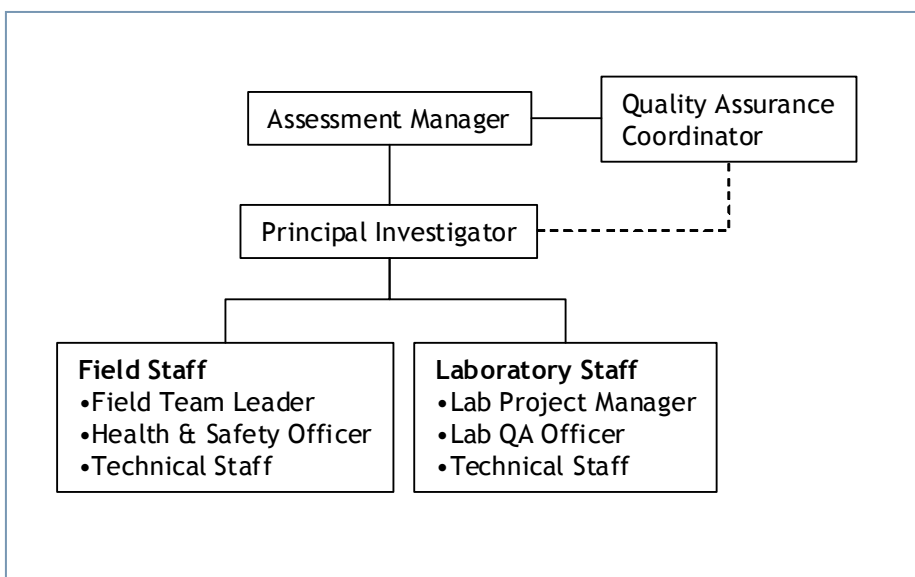 Assessment Manager
Quality Assurance
Coordinator
Principal Investigator
Field Staff
•Field Team Leader
•Health & Safety Officer
•Technical Staff
Laboratory Staff
•Lab Project Manager
•Lab QA Officer
•Technical Staff